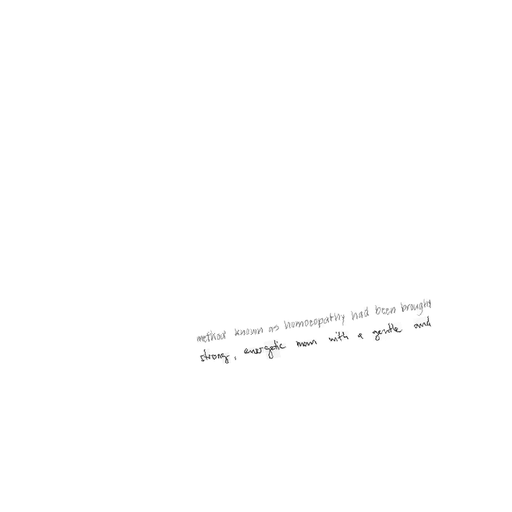 method known as homoeopathy had been brought
strong, energetic man with a gentle and